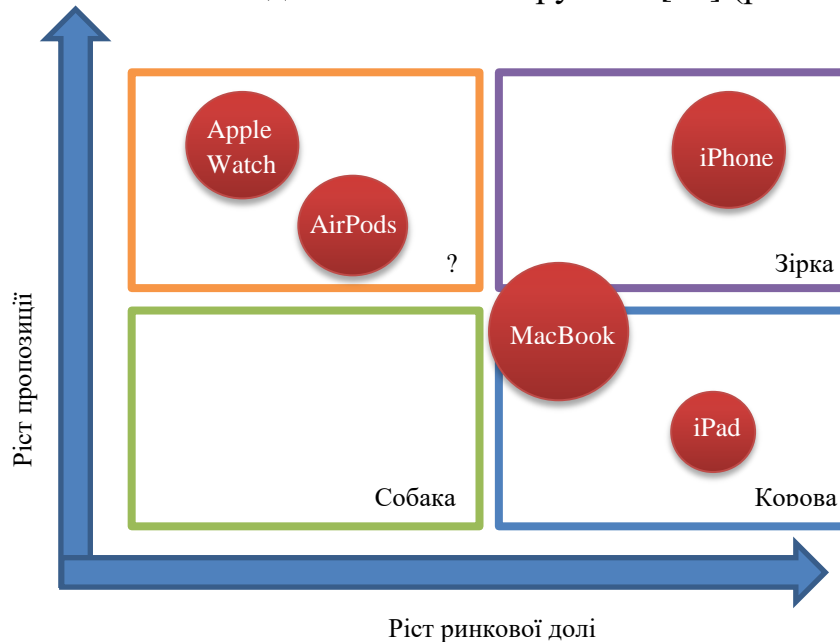 Apple
Watch
iPhone
AirPods
?
Зірка
MacBook
iPad
Собака
Корова
Ріст пропозиції
Ріст ринкової долі